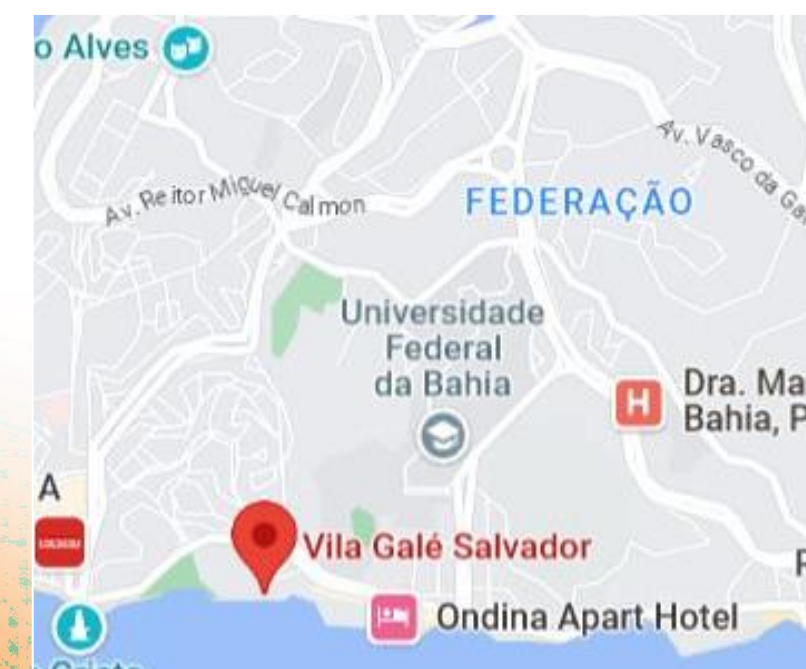 o Alves
Av. Reitor Miguel Calmon
Av. Vasco da Ga
FEDERAÇÃO
Universidade
Federal
da Bahia
H
Dra. Ma
Bahia, P
A
Vila Galé Salvador
Ondina Apart Hotel